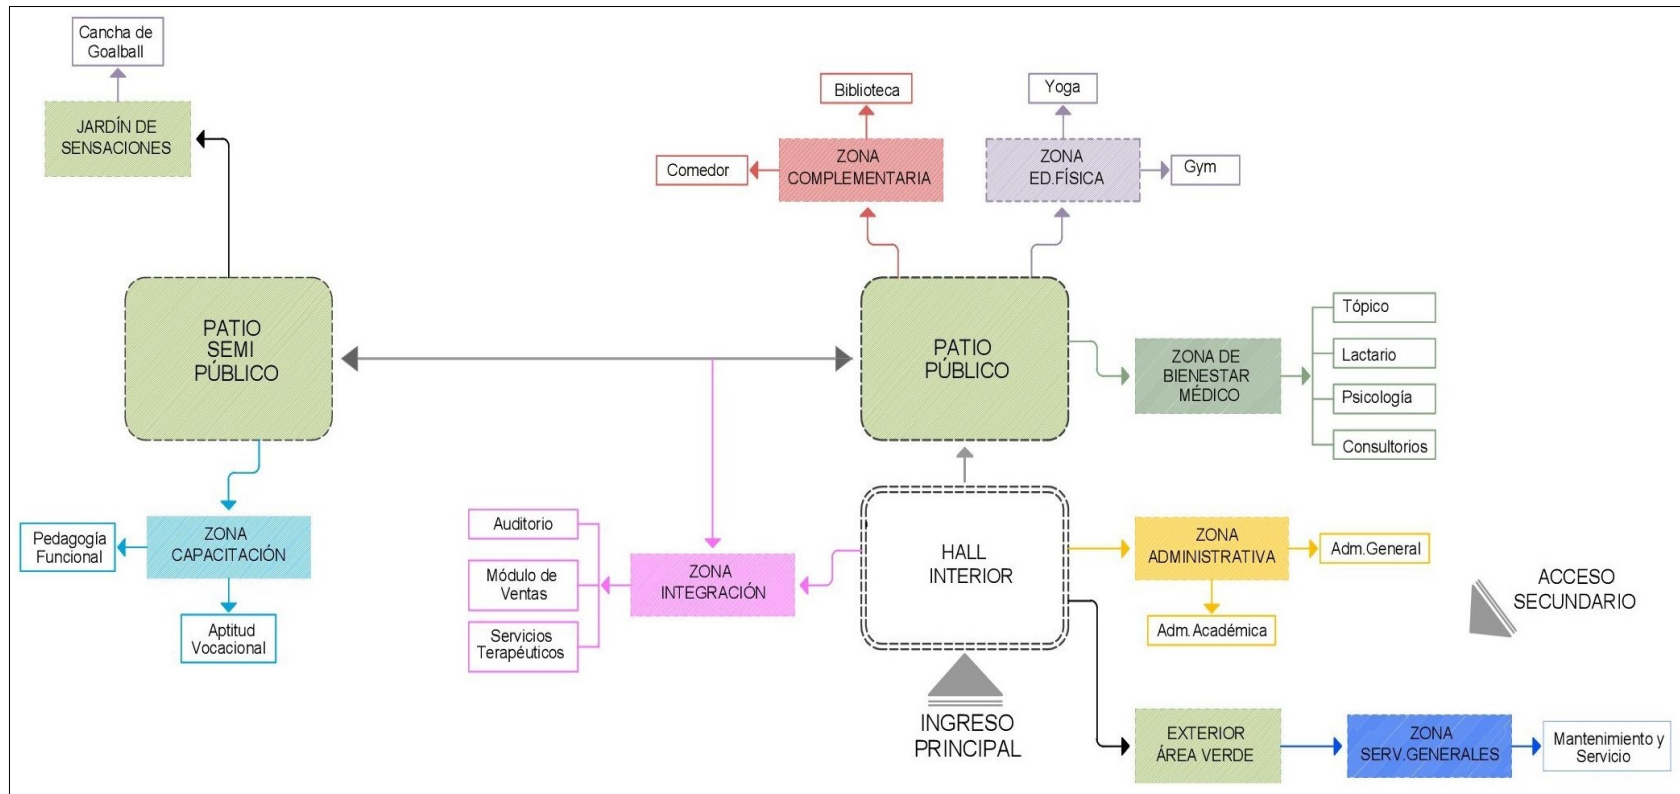 Cancha de
Goalball
JARDÍN DE
SENSACIONES
Biblioteca
Yoga
Comedor
ZONA
COMPLEMENTARIA
ZONA
ED.FÍSICA
Gym
PATIO
SEMI
PÚBLICO
PATIO
PÚBLICO
ZONA DE
BIENESTAR
MÉDICO
Tópico
Lactario
Psicología
Consultorios
Pedagogía
Funcional
ZONA
CAPACITACIÓN
Aptitud
Vocacional
Auditorio
Módulo de
Ventas
Servicios
Terapéuticos
ZONA
INTEGRACIÓN
HALL
INTERIOR
ZONA
ADMINISTRATIVA
Adm.General
Adm.Académica
ACCESO
SECUNDARIO
INGRESO
PRINCIPAL
EXTERIOR
ÁREA VERDE
ZONA
SERV.GENERALES
Mantenimiento y
Servicio